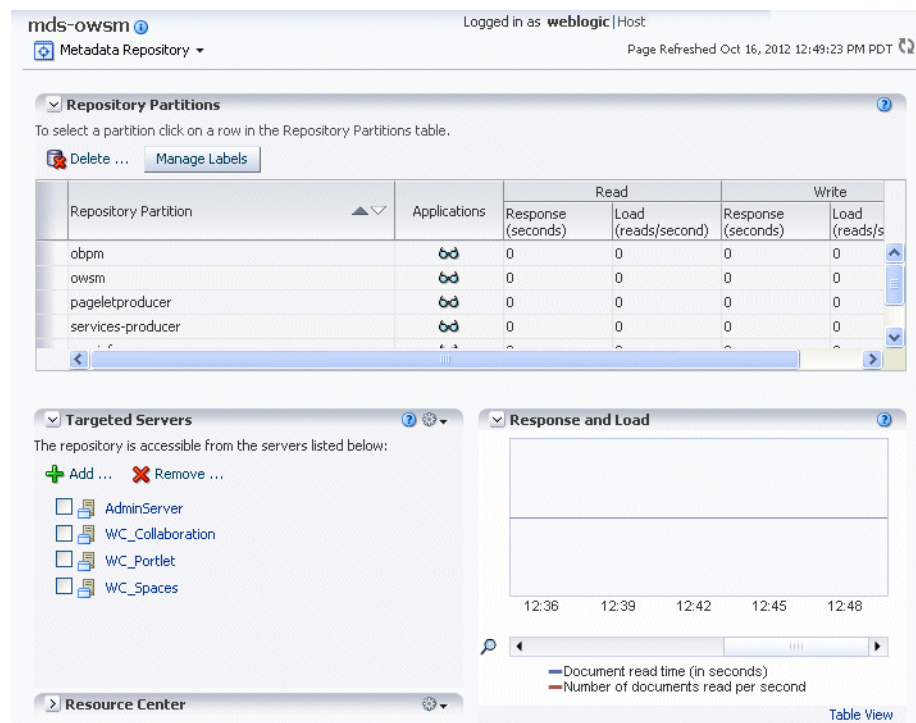 mds-owsm
Logged in as weblogic|Host
Metadata Repository
Page Refreshed Oct 16, 2012 12:49:23 PM PDT
Repository Partitions
To select a partition click on a row in the Repository Partitions table.
Delete ... Manage Labels
Read Write
Repository Partition Applications Response (seconds) Load (reads/second) Response (seconds) Load (reads/s
obpm 0 0 0 0
owsm 0 0 0 0
pageletproducer 0 0 0 0
services-producer 0 0 0 0
Targeted Servers
The repository is accessible from the servers listed below:
Add ... Remove ...
AdminServer
WC_Collaboration
WC_Portlet
WC_Spaces
Resource Center
Response and Load
12:36 12:39 12:42 12:45 12:48
Document read time (in seconds)
Number of documents read per second
Table View